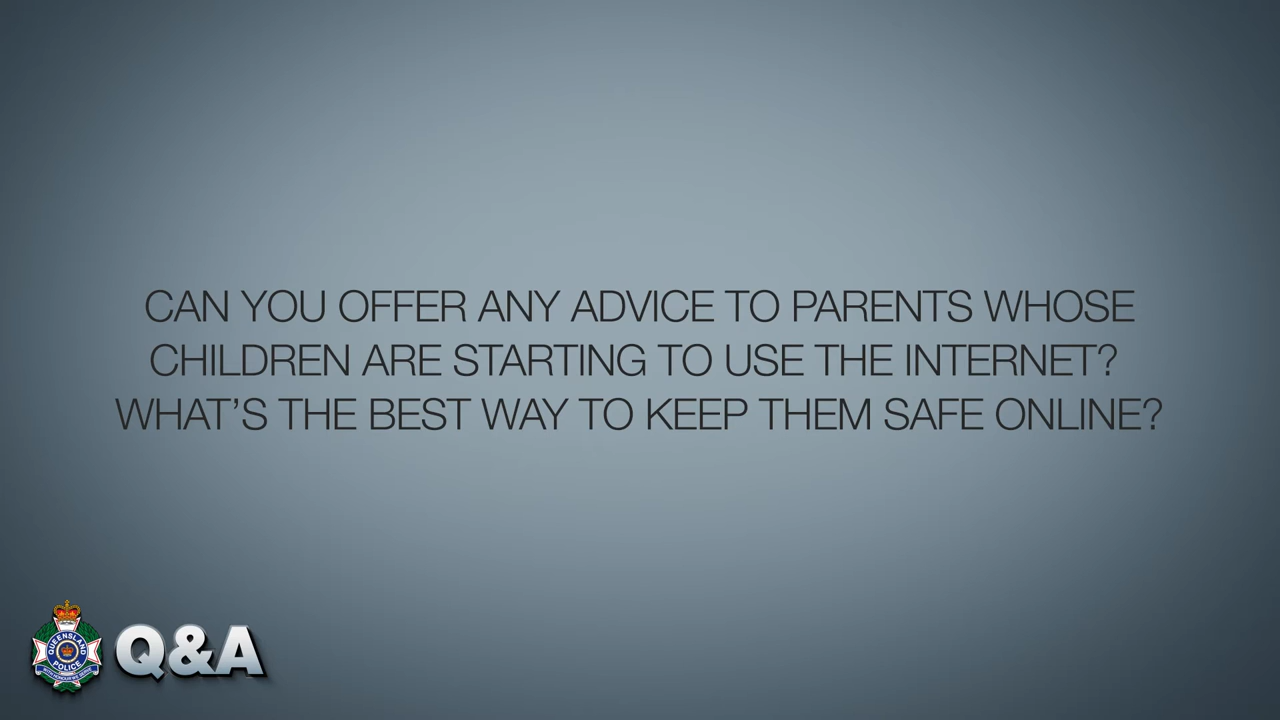 CAN YOU OFFER ANY ADVICE TO PARENTS WHOSE
CHILDREN ARE STARTING TO USE THE INTERNET?
WHAT’S THE BEST WAY TO KEEP THEM SAFE ONLINE?
QUEENSLAND
POLICE
Q&A